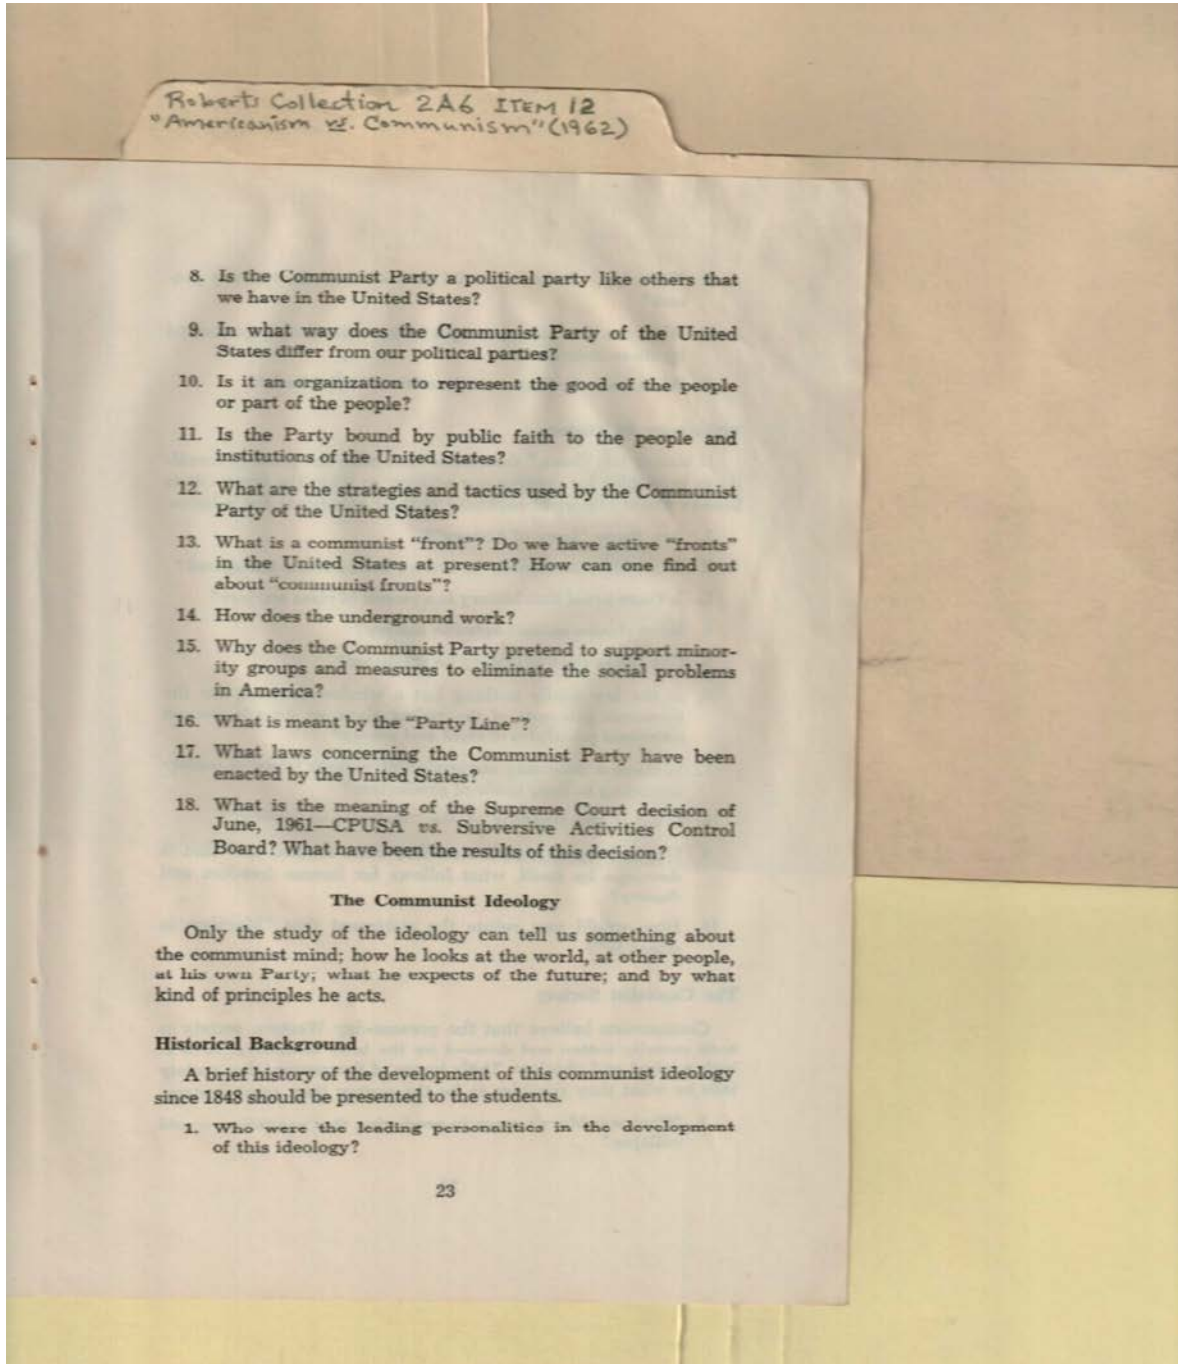 Roberts Collection 2A6 ITEM 12
"Americanism vs. Communism" (1962)
8. Is the Communist Party a political party like others that
we have in the United States?
9. In what way does the Communist Party of the United
States differ from our political parties?
10. Is it an organization to represent the good of the people
or part of the people?
11. Is the Party bound by public faith to the people and
institutions of the United States?
12. What are the strategies and tactics used by the Communist
Party of the United States?
13. What is a communist “front”? Do we have active “fronts”
in the United States at present? How can one find out
about “communist fronts”?
14. How does the underground work?
15. Why does the Communist Party pretend to support minor-
ity groups and measures to eliminate the social problems
in America?
16. What is meant by the “Party Line”?
17. What laws concerning the Communist Party have been
enacted by the United States?
18. What is the meaning of the Supreme Court decision of
June, 1961—CPUSA vs. Subversive Activities Control
Board? What have been the results of this decision?
The Communist Ideology
Only the study of the ideology can tell us something about
the communist mind; how he looks at the world, at other people,
at his own Party; what he expects of the future; and by what
kind of principles he acts.
Historical Background
A brief history of the development of this communist ideology
since 1848 should be presented to the students.
1. Who were the leading personalities in the development
of this ideology?
23